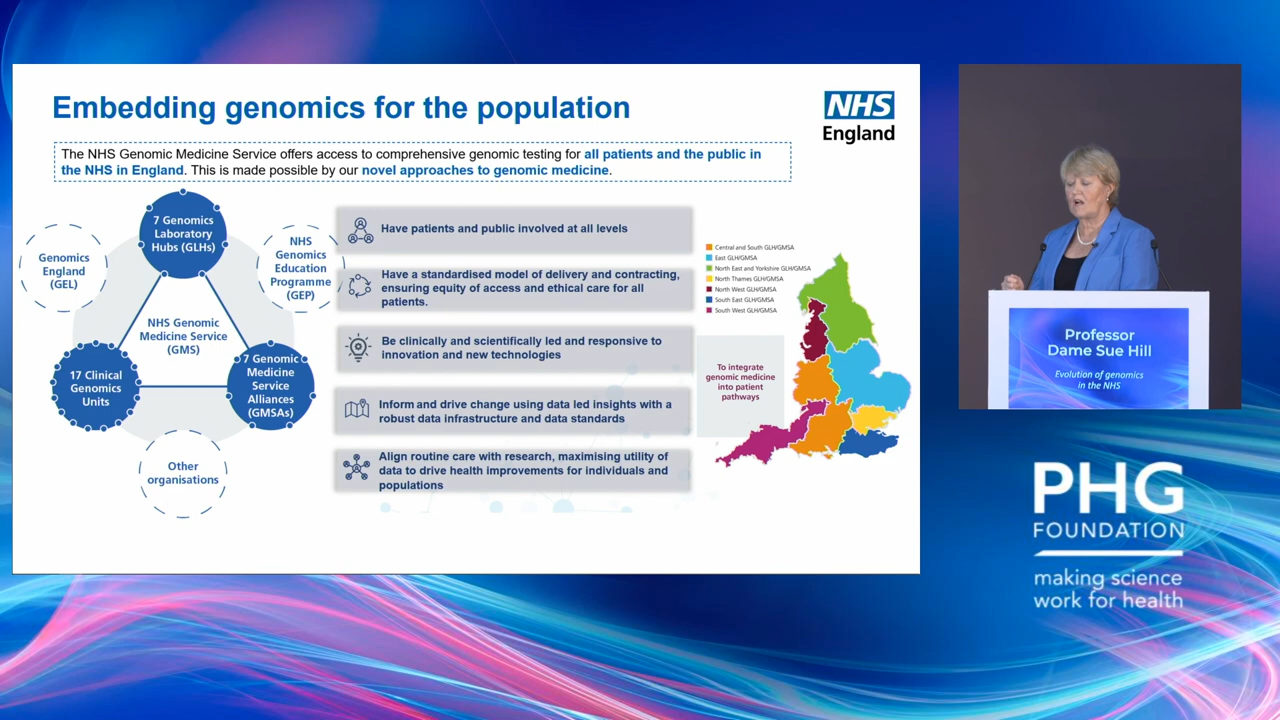 Embedding genomics for the population
NHS
England
The NHS Genomic Medicine Service offers access to comprehensive genomic testing for all patients and the public in
the NHS in England. This is made possible by our novel approaches to genomic medicine.
7 Genomics
Laboratory
Hubs (GLHs)
Genomics
England
(GEL)
NHS
Genomics
Education
Programme
(GEP)
NHS Genomic
Medicine Service
(GMS)
17 Clinical
Genomics
Units
7 Genomic
Medicine
Service
Alliances
(GMSAs)
Other
organisations
Have patients and public involved at all levels
Have a standardised model of delivery and contracting,
ensuring equity of access and ethical care for all
patients.
Be clinically and scientifically led and responsive to
innovation and new technologies
Inform and drive change using data led insights with a
robust data infrastructure and data standards
Align routine care with research, maximising utility of
data to drive health improvements for individuals and
populations
Central and South GLH/GMSA
East GLH/GMSA
North East and Yorkshire GLH/GMSA
North Thames GLH/GMSA
North West GLH/GMSA
South East GLH/GMSA
South West GLH/GMSA
To integrate
genomic medicine
into patient
pathways
Professor
Dame Sue Hill
Evolution of genomics
in the NHS
PHG
FOUNDATION
making science
work for health